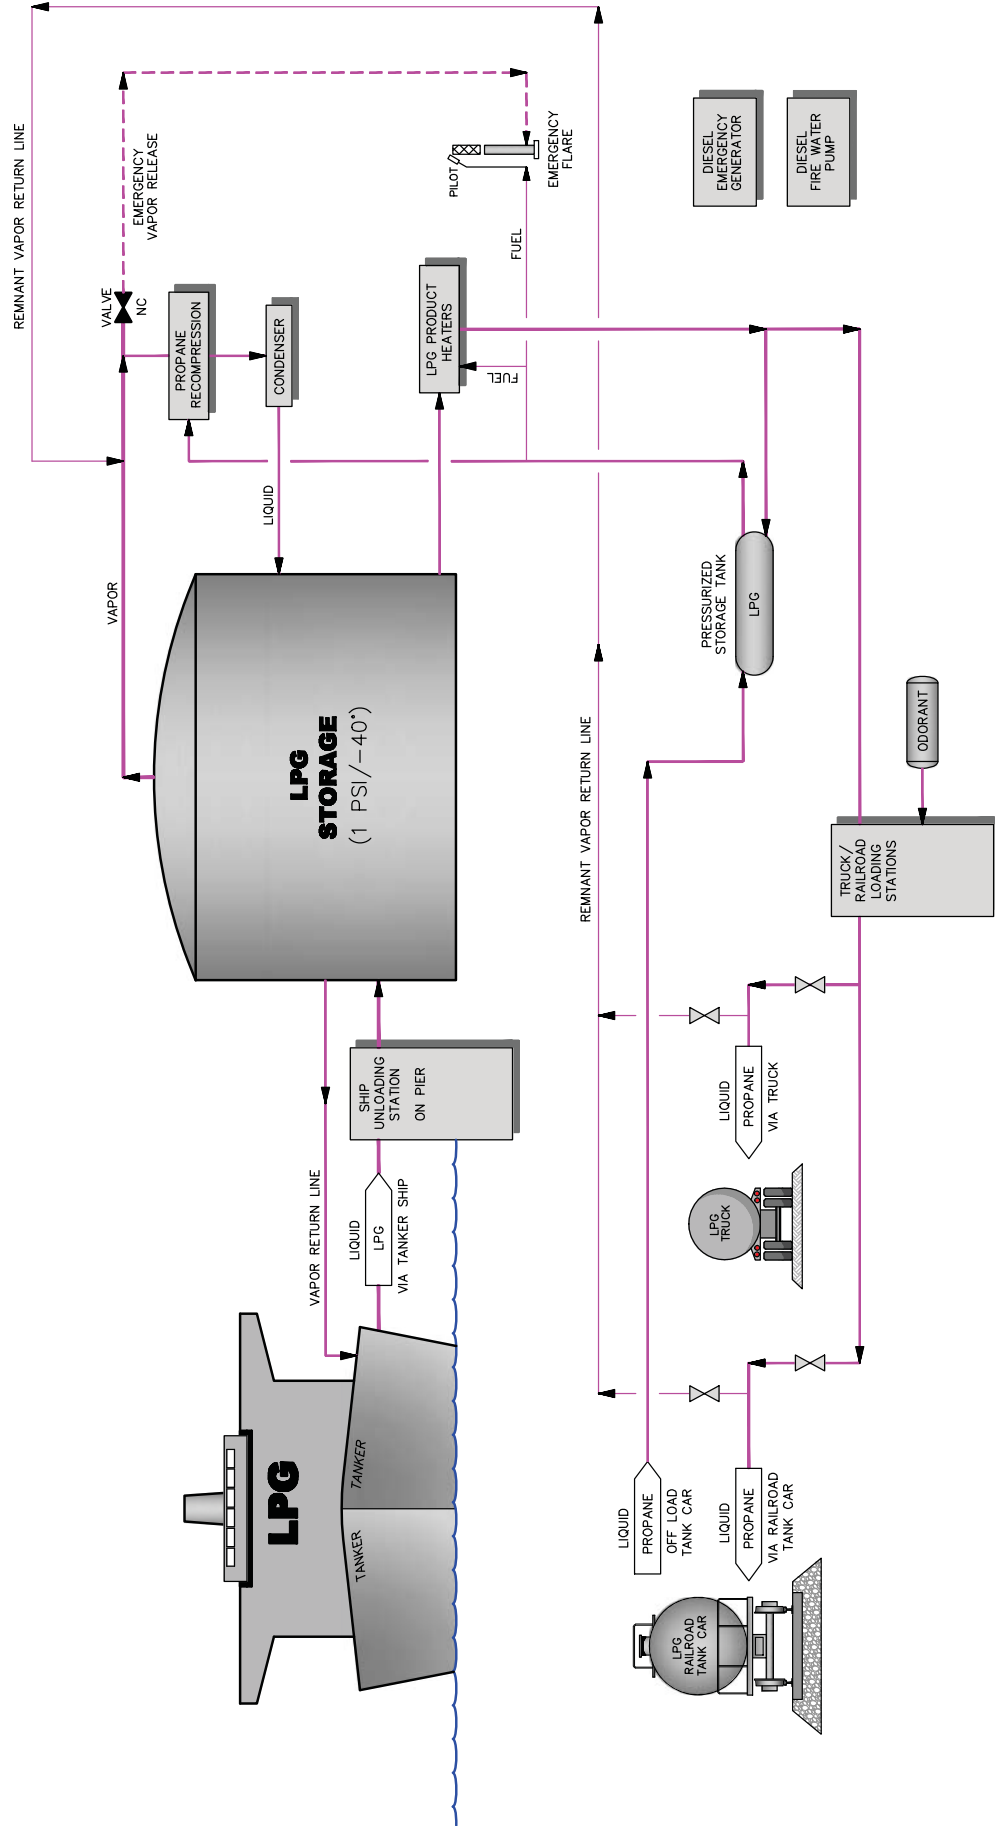 REMNANT VAPOR RETURN LINE
EMERGENCY
VAPOR RELEASE
VALVE
NC
PILOT
EMERGENCY
FLARE
FUEL
DIESEL
EMERGENCY
GENERATOR
DIESEL
FIRE WATER
PUMP
PROPANE
RECOMPRESSION
CONDENSER
LPG PRODUCT
HEATERS
FUEL
LIQUID
VAPOR
LPG
STORAGE
(1 PSI/-40°)
PRESSURIZED
STORAGE TANK
LPG
ODORANT
TRUCK/
RAILROAD
LOADING
STATIONS
REMNANT VAPOR RETURN LINE
SHIP
UNLOADING
STATION
ON PIER
VAPOR RETURN LINE
LIQUID
LPG
VIA TANKER SHIP
LIQUID
PROPANE
VIA TRUCK
LPG
TRUCK
LPG
TANKER
TANKER
LIQUID
PROPANE
OFF LOAD
TANK CAR
LIQUID
PROPANE
VIA RAILROAD
TANK CAR
LPG
RAILROAD
TANK CAR